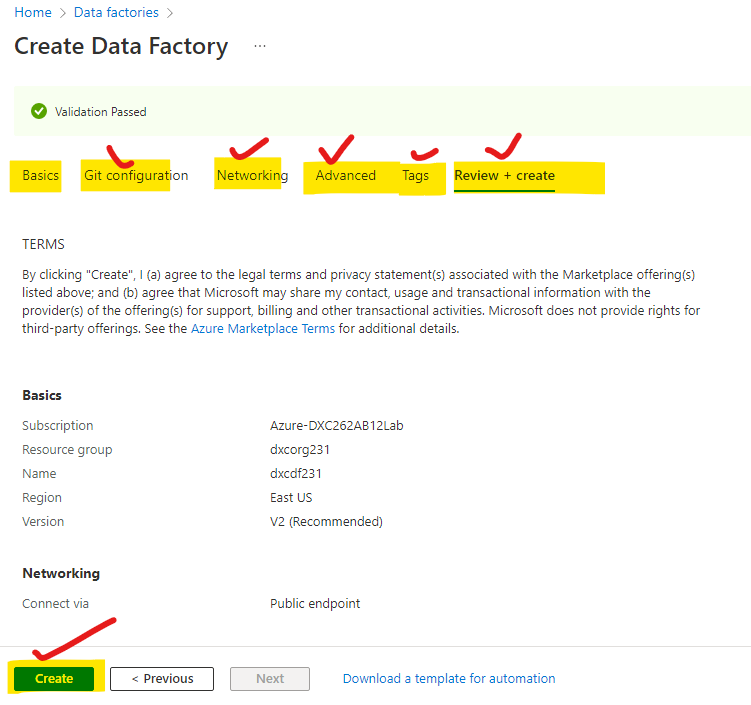 Home > Data factories >
Create Data Factory ...
Validation Passed
Basics Git configuration Networking Advanced Tags Review + create
TERMS
By clicking "Create", I (a) agree to the legal terms and privacy statement(s) associated with the Marketplace offering(s)
listed above; and (b) agree that Microsoft may share my contact, usage and transactional information with the
provider(s) of the offering(s) for support, billing and other transactional activities. Microsoft does not provide rights for
third-party offerings. See the Azure Marketplace Terms for additional details.
Basics
Subscription Azure-DXC262AB12Lab
Resource group dxcorg231
Name dxcdf231
Region East US
Version V2 (Recommended)
Networking
Connect via Public endpoint
Create < Previous Next Download a template for automation